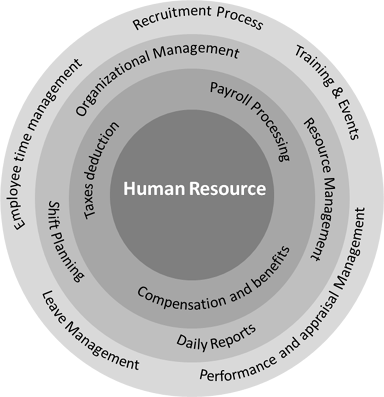 Recruitment Process
Training & Events
Performance and appraisal Management
Leave Management
Employee time management
Organizational Management
Resource Management
Daily Reports
Shift Planning
Payroll Processing
Compensation and benefits
Taxes deduction
Human Resource